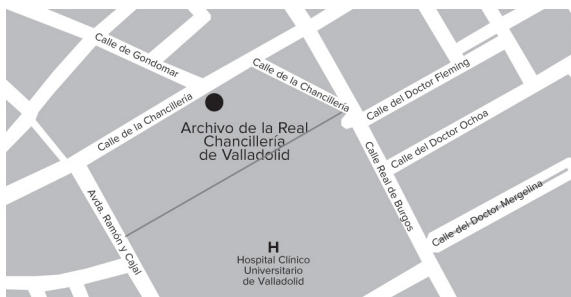 Calle de Gondomar
Calle de la Chancillería
Calle de la Chancillería
Calle del Doctor Fleming
Archivo de la Real
Chancillería
de Valladolid
Calle del Doctor Ochoa
Calle Real de Burgos
Avda. Ramón y Cajal
Calle del Doctor Mergelina
H
Hospital Clínico
Universitario
de Valladolid